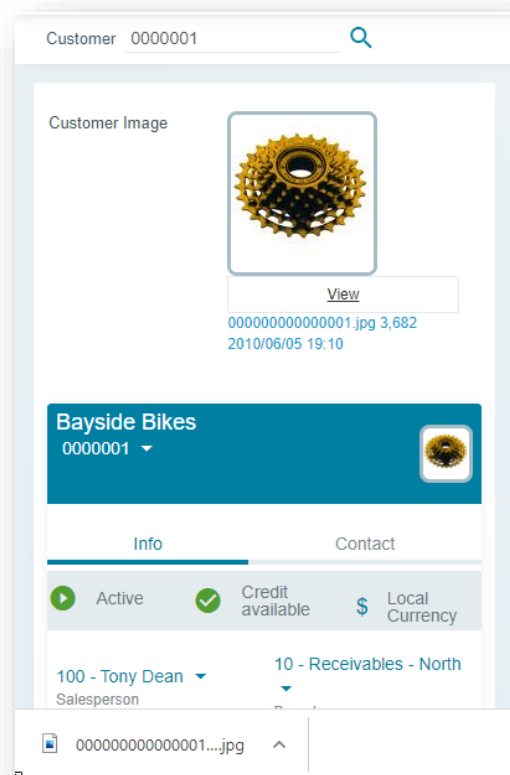 Customer 0000001
Customer Image
View
000000000000001.jpg 3,682
2010/06/05 19:10
Bayside Bikes
0000001
Info Contact
Active Credit available $ Local Currency
100 - Tony Dean 10 - Receivables - North
Salesperson
000000000000001....jpg